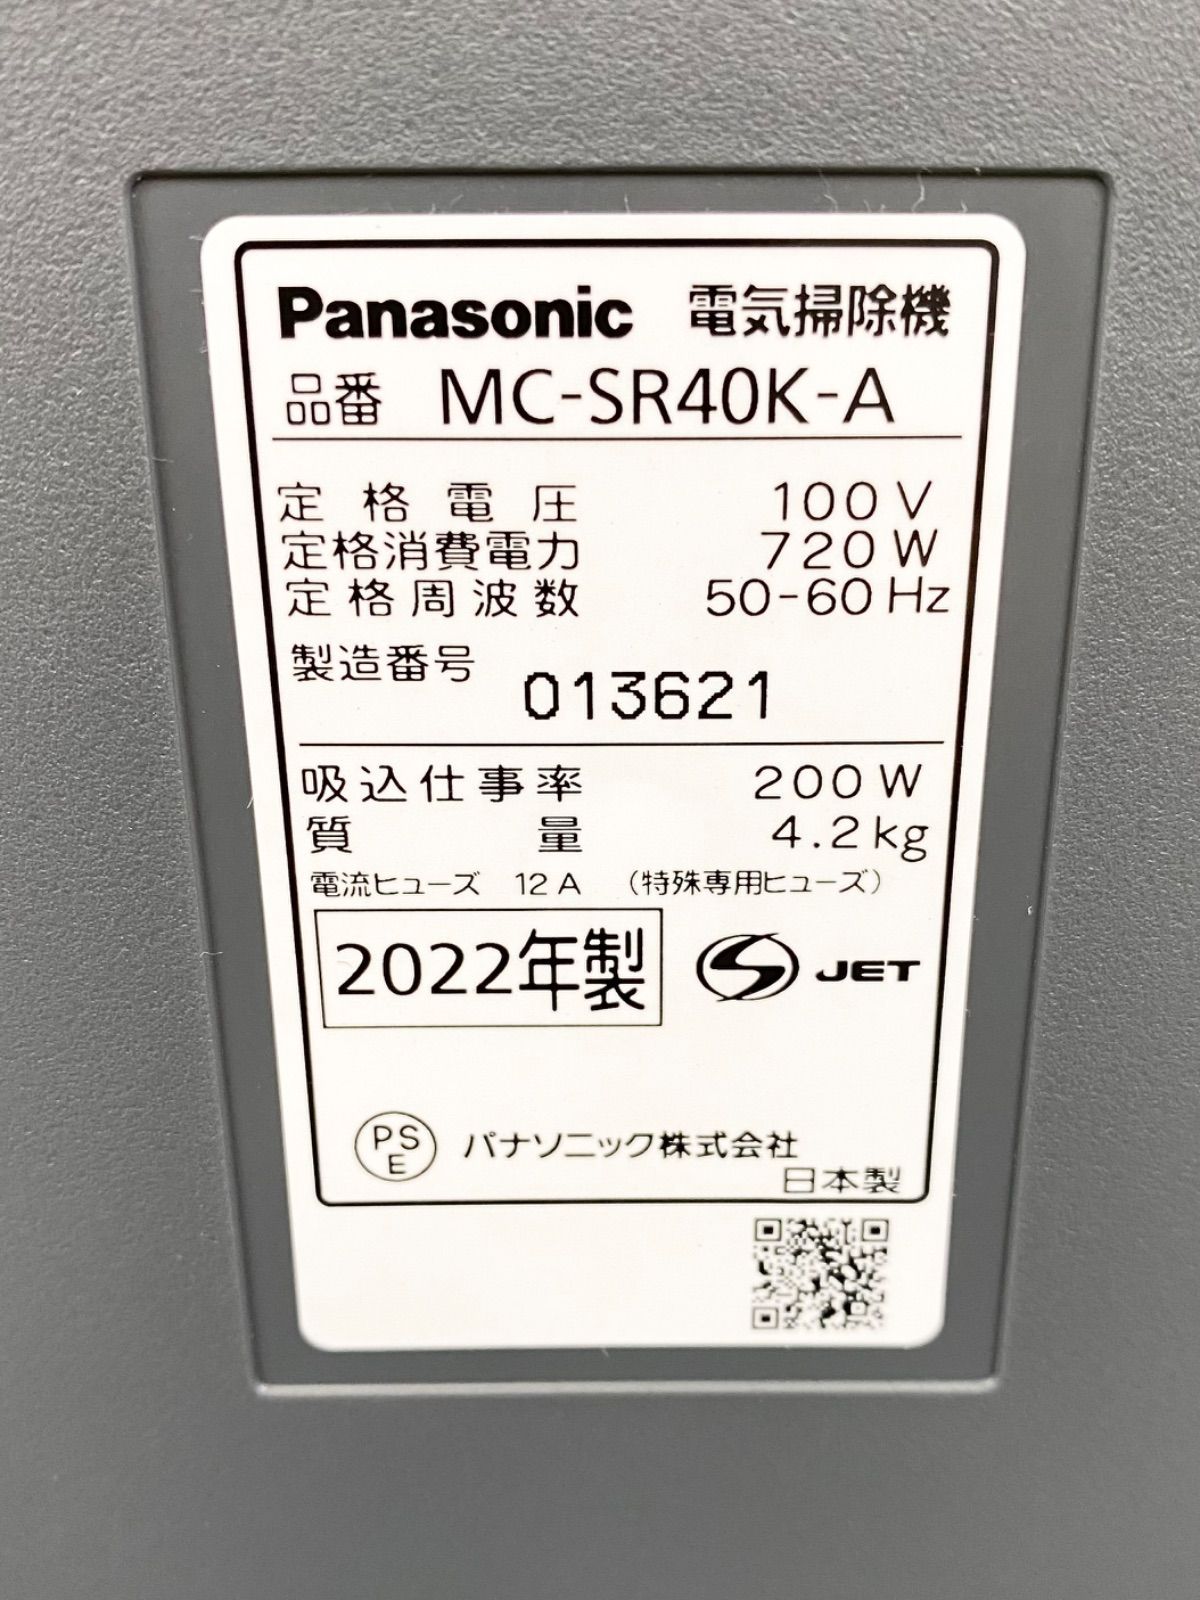 Panasonic 電気掃除機
品番 MC-SR40K-A
定格電圧 100V
定格消費電力 720W
定格周波数 50-60Hz
製造番号 013621
吸込仕事率 200W
質量 4.2kg
電流ヒューズ 12A (特殊専用ヒューズ)
2022年製 S JET
PS
E
パナソニック株式会社
日本製